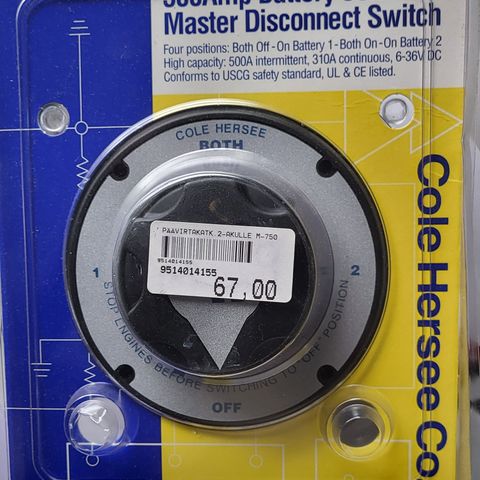 Master Disconnect Switch
Four positions: Both Off-On Battery 1-Both On-On Battery 2
High capacity: 500A intermittent, 310A continuous, 6-36V DC
Conforms to USCG safety standard, UL & CE listed.
COLE HERSEE
BOTH
PÄÄVIRTAKATK.2-AKULLE M-750
9514014155
9514014155
67,00
1
2
STOP ENGINES BEFORE SWITCHING TO "OFF" POSITION
OFF
Cole Hersee Co